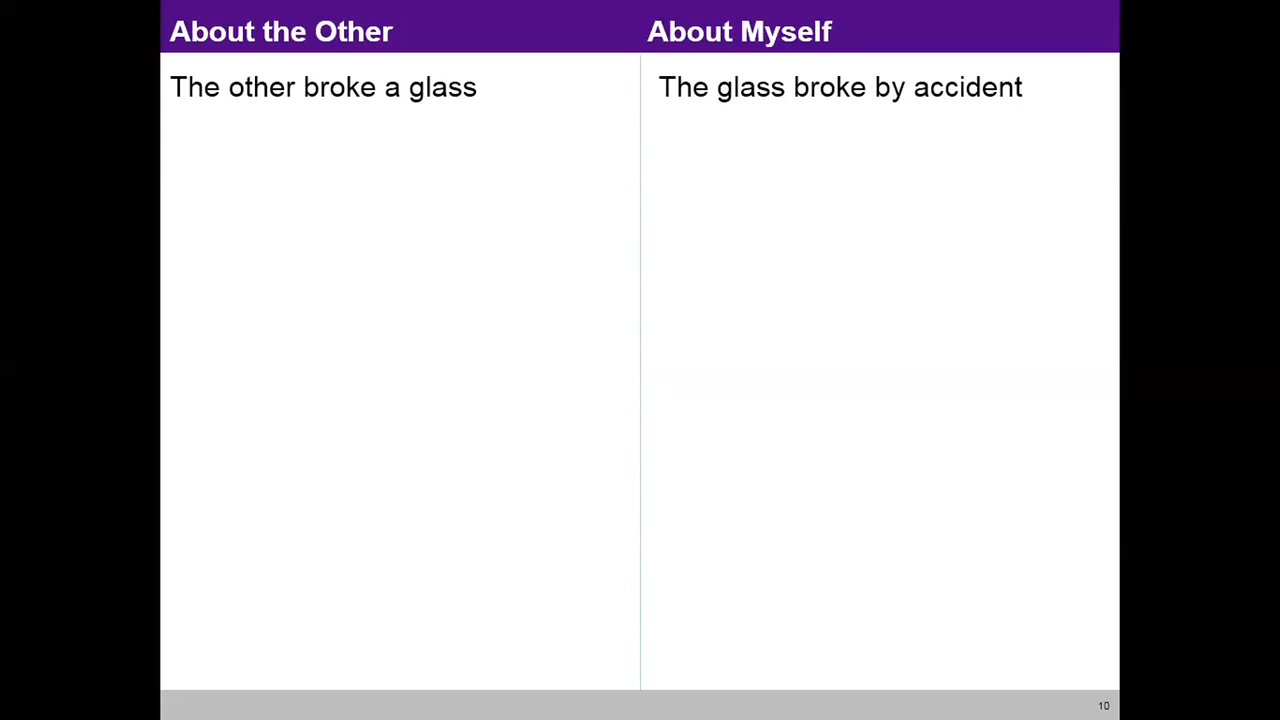 About the Other
About Myself
The other broke a glass
The glass broke by accident
10